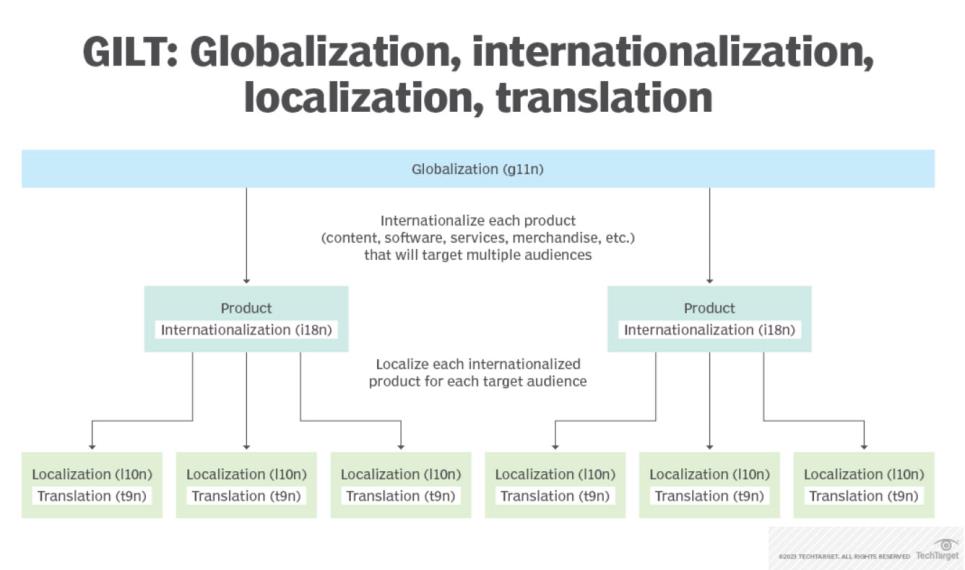 GILT: Globalization, internationalization,
localization, translation
Globalization (g11n)
Internationalize each product
(content, software, services, merchandise, etc.)
that will target multiple audiences
Product
Internationalization (i18n)
Product
Internationalization (i18n)
Localize each internationalized
product for each target audience
Localization (l10n)
Translation (t9n)
Localization (l10n)
Translation (t9n)
Localization (l10n)
Translation (t9n)
Localization (l10n)
Translation (t9n)
Localization (l10n)
Translation (t9n)
Localization (l10n)
Translation (t9n)
©2023 TECHTARGET. ALL RIGHTS RESERVED TechTarget